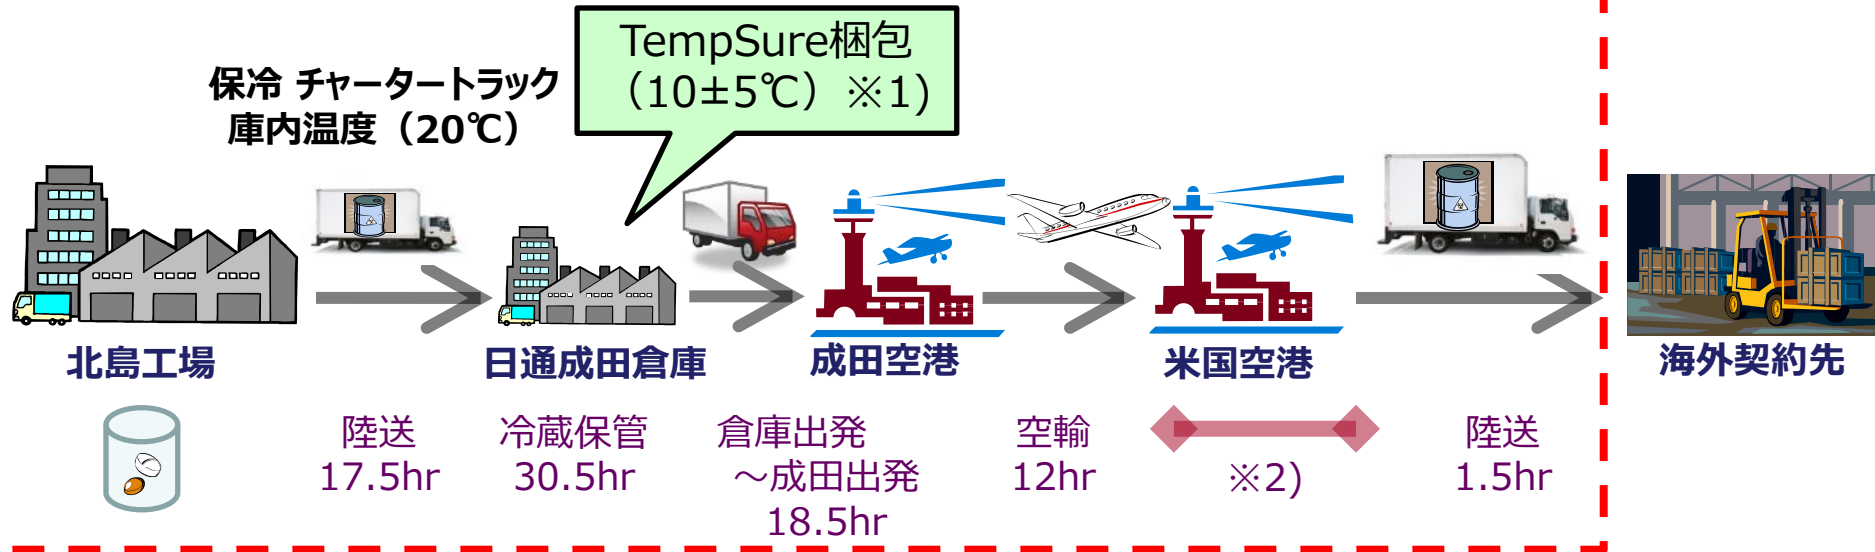 TempSure梱包
（10±5℃）※1)
保冷 チャータートラック
庫内温度（20℃）
北島工場
日通成田倉庫
成田空港
米国空港
海外契約先
陸送
17.5hr
冷蔵保管
30.5hr
倉庫出発
～成田出発
18.5hr
空輸
12hr
※2)
陸送
1.5hr